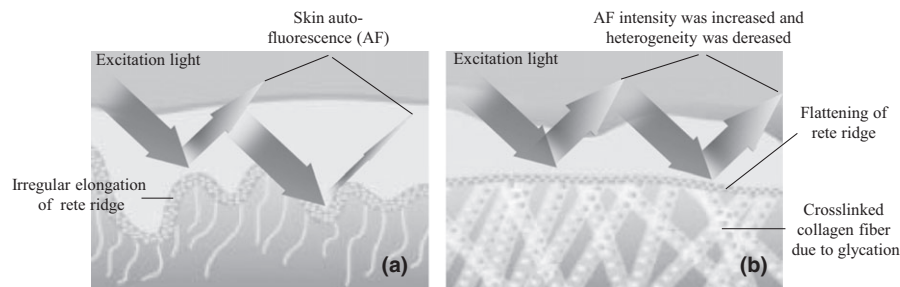 Skin auto-
fluorescence (AF)
Excitation light
Irregular elongation
of rete ridge
(a)
AF intensity was increased and
heterogeneity was dereased
Excitation light
Flattening of
rete ridge
Crosslinked
collagen fiber
due to glycation
(b)